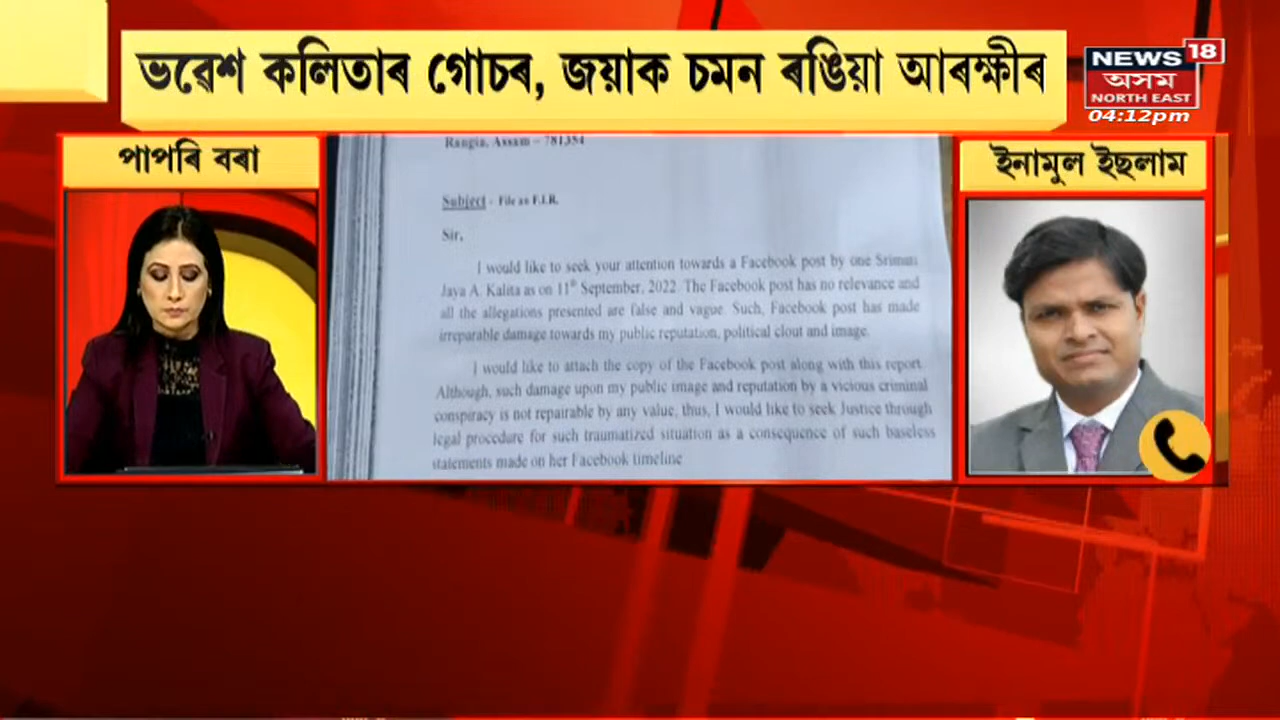 ভৱেশ কলিতাৰ গোচৰ, জয়াক চমন ৰঙিয়া আৰক্ষীৰ
NEWS 18
অসম
NORTH EAST
04:12pm
পাপৰি বৰা
ইনামুল ইছলাম
Rangia, Assam – 781354
Subject - File an F.I.R.
Sir,
I would like to seek your attention towards a Facebook post by one Srimati
Jaya A. Kalita as on 11th September, 2022. The Facebook post has no relevance and
all the allegations presented are false and vague. Such, Facebook post has made
irreparable damage towards my public reputation, political clout and image.
I would like to attach the copy of the Facebook post along with this report.
Although, such damage upon my public image and reputation by a vicious criminal
conspiracy is not repairable by any value, thus, I would like to seek Justice through
legal procedure for such traumatized situation as a consequence of such baseless
statements made on her Facebook timeline